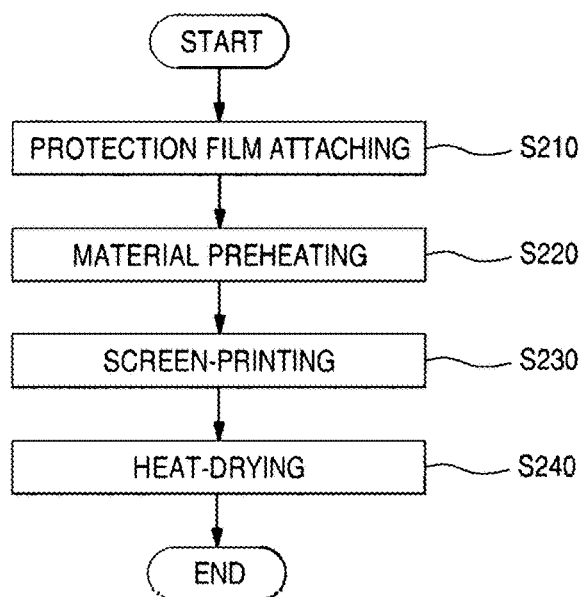 START
PROTECTION FILM ATTACHING S210
MATERIAL PREHEATING S220
SCREEN-PRINTING S230
HEAT-DRYING S240
END